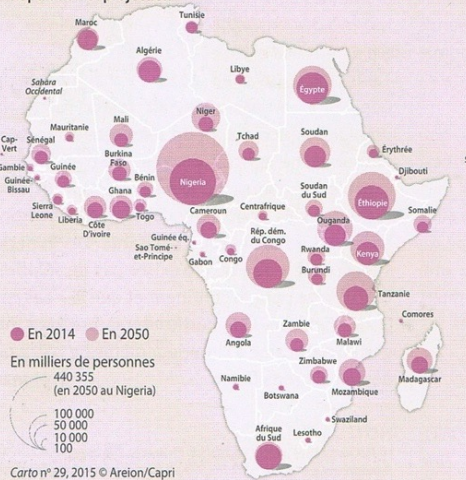 Maroc
Tunisie
Algérie
Libye
Égypte
Sahara
Occidental
Mauritanie
Mali
Niger
Tchad
Soudan
Érythrée
Cap-
Vert
Sénégal
Gambie
Guinée-
Bissau
Guinée
Burkina
Faso
Bénin
Nigeria
Djibouti
Sierra
Leone
Liberia
Côte
D'ivoire
Ghana
Togo
Cameroun
Centrafrique
Soudan
du Sud
Éthiopie
Somalie
Guinée éq.
Sao Tomé-
et-Principe
Gabon
Congo
Rép. dém.
du Congo
Ouganda
Kenya
Rwanda
Burundi
Tanzanie
Comores
Angola
Zambie
Malawi
Zimbabwe
Mozambique
Madagascar
Namibie
Botswana
Swaziland
Lesotho
Afrique
du Sud
En 2014 En 2050
En milliers de personnes
440 355
(en 2050 au Nigeria)
100 000
50 000
10 000
100
Carto nº 29, 2015 © Areion/Capri